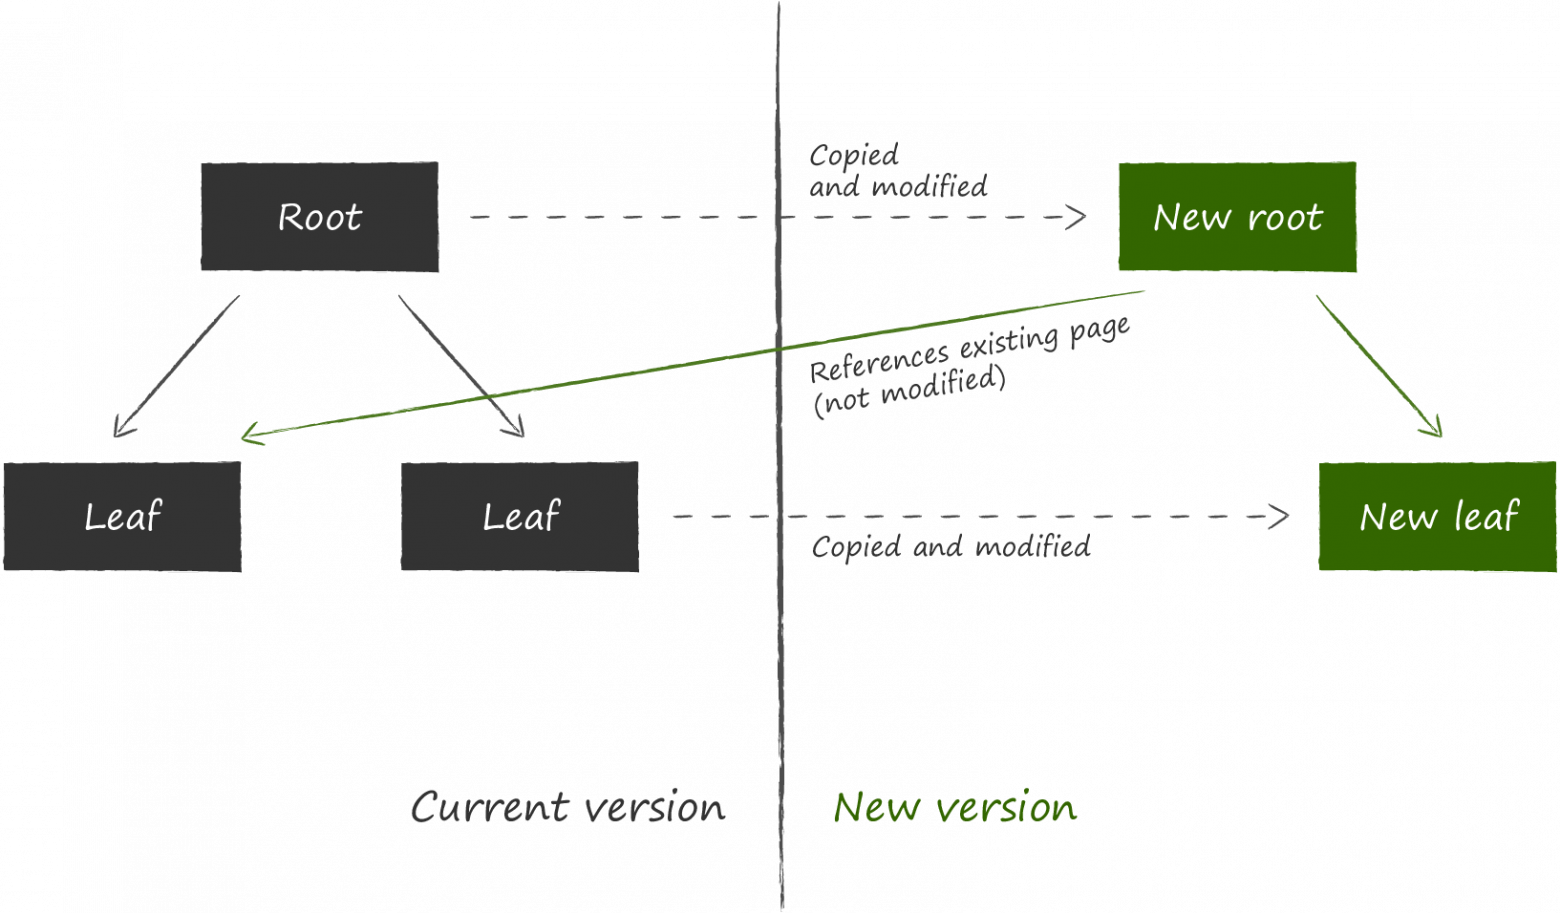 Copied
and modified
Root
New root
References existing page
(not modified)
Leaf
Leaf
New leaf
Copied and modified
Current version
New version